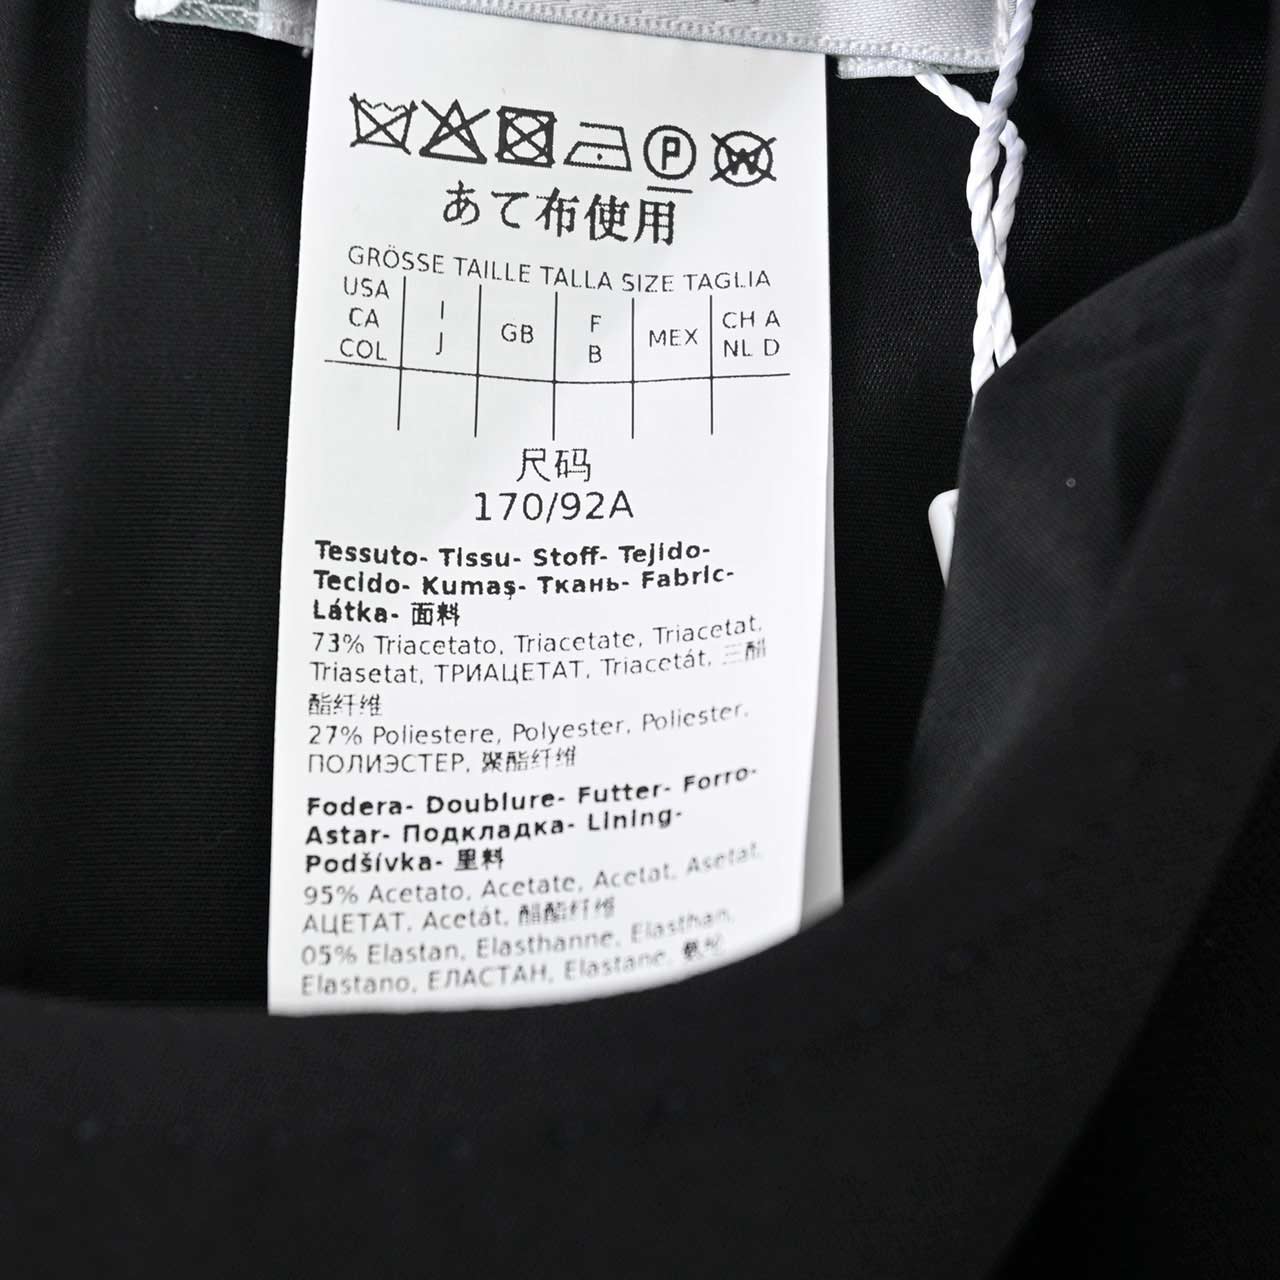 P
W
あて布使用
GRÖSSE TAILLE TALLA SIZE TAGLIA
USA CA COL
I J
GB
F B
MEX
CH A NL D
尺码
170/92A
Tessuto- Tissu- Stoff- Tejido-
Tecido- Kumaş- Ткань- Fabric-
Látka- 面料
73% Triacetato, Triacetate, Triacetat,
Triasetat, ТРИАЦЕТАТ, Triacetát, 三醋
酯纤维
27% Poliestere, Polyester, Poliester,
ПОЛИЭСТЕР, 聚酯纤维
Fodera- Doublure- Futter- Forro-
Astar- Подкладка- Lining-
Podšívka- 里料
95% Acetato, Acetate, Acetat, Asetat,
АЦЕТАТ, Acetát, 醋酯纤维
05% Elastan, Elasthanne, Elasthan,
Elastano, ЕЛАСТАН, Elastane, 氨纶